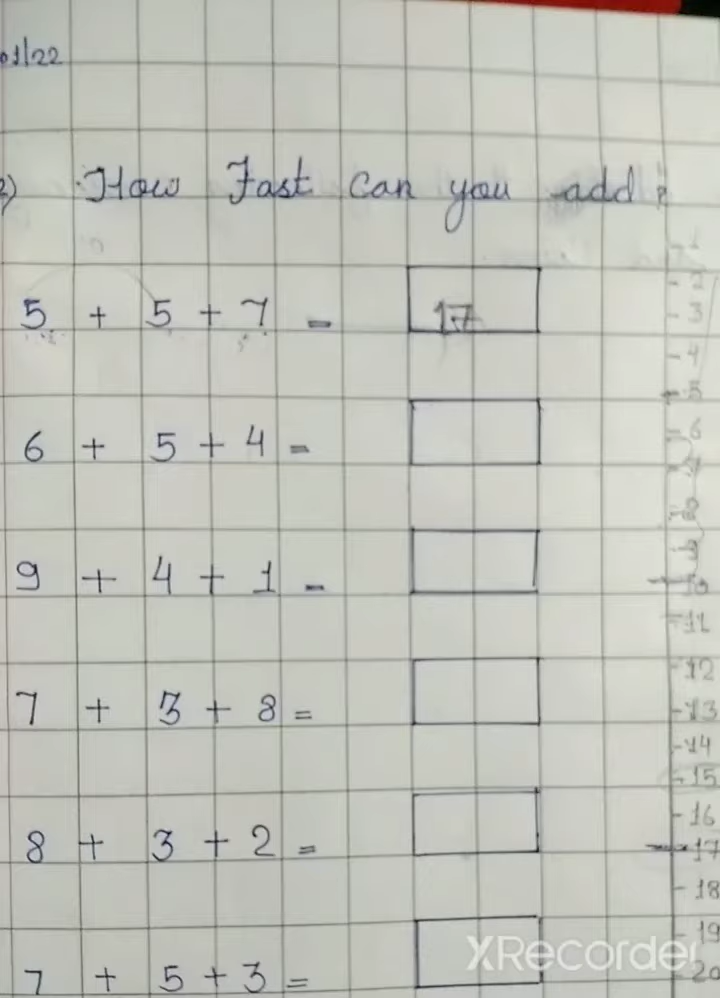 01/22
2) How Fast can you add?
5 + 5 + 7 = 17
6 + 5 + 4 =
9 + 4 + 1 =
7 + 3 + 8 =
8 + 3 + 2 =
7 + 5 + 3 =
-1
-2
-3
-4
-5
-6
-7
-9
-10
-11
-12
-13
-14
-15
-16
-17
-18
-19
-20
XRecorder